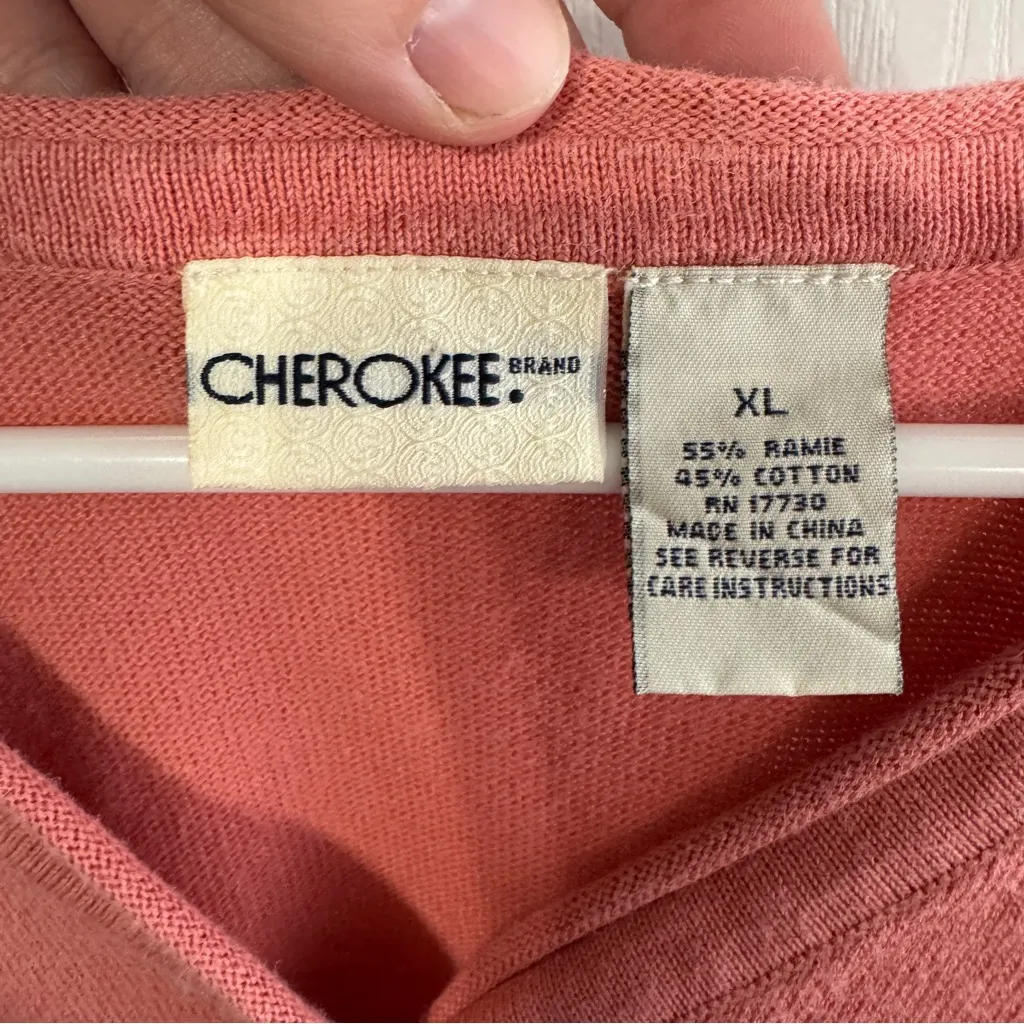 CHEROKEE. BRAND
XL
55% RAMIE
45% COTTON
RN 17730
MADE IN CHINA
SEE REVERSE FOR
CARE INSTRUCTIONS